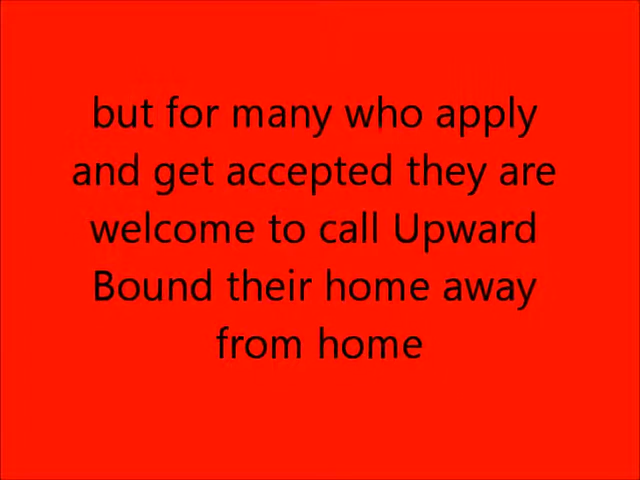 but for many who apply
and get accepted they are
welcome to call Upward
Bound their home away
from home